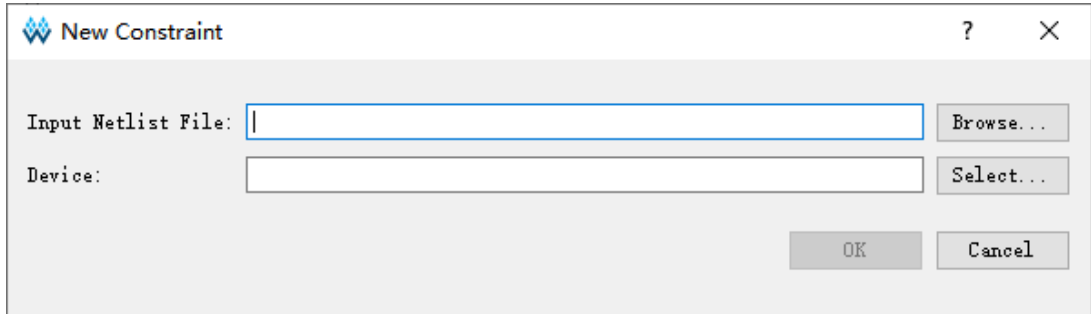 New Constraint ?
Input Netlist File: Browse...
Device: Select...
OK Cancel